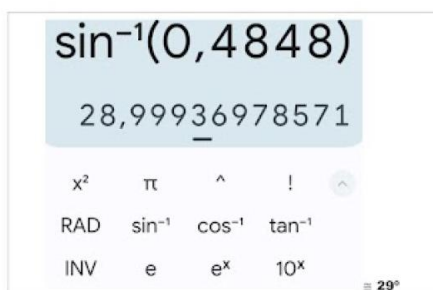 sin⁻¹(0,4848)
28,99936978571
x² π ^ !
RAD sin⁻¹ cos⁻¹ tan⁻¹
INV e eˣ 10ˣ
≅ 29°